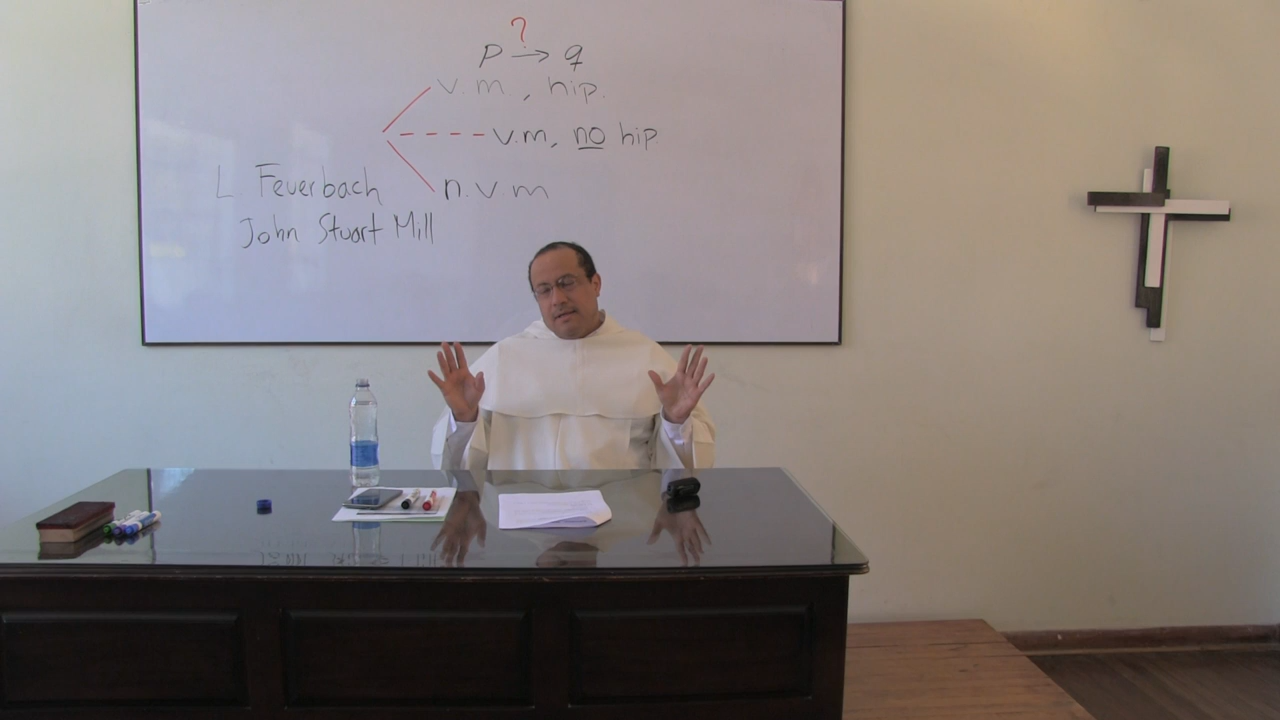 ?
p → q
v.m, hip.
v.m, no hip
L. Feuerbach n.v.m
John Stuart Mill